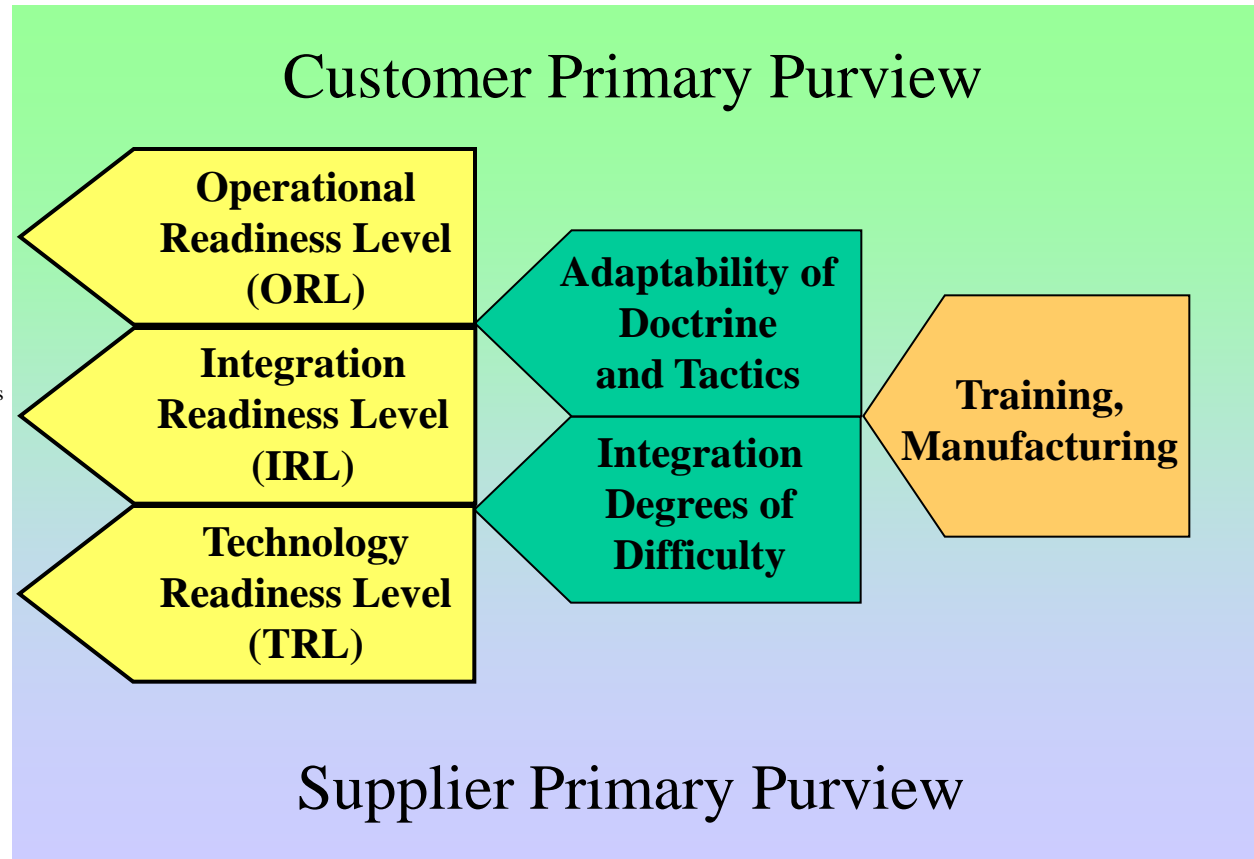 Customer Primary Purview
Operational
Readiness Level
(ORL)
Integration
Readiness Level
(IRL)
Technology
Readiness Level
(TRL)
Adaptability of
Doctrine
and Tactics
Integration
Degrees of
Difficulty
Training,
Manufacturing
Supplier Primary Purview